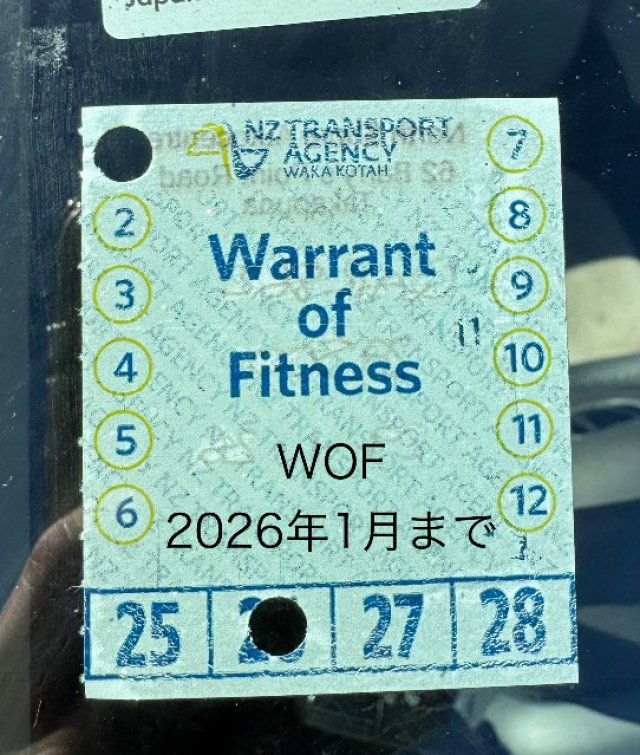 NZ TRANSPORT
AGENCY
WAKA KOTAHI
Warrant
of
Fitness
2
3
4
5
6
7
8
9
10
11
12
WOF
2026年1月まで
25
27
28